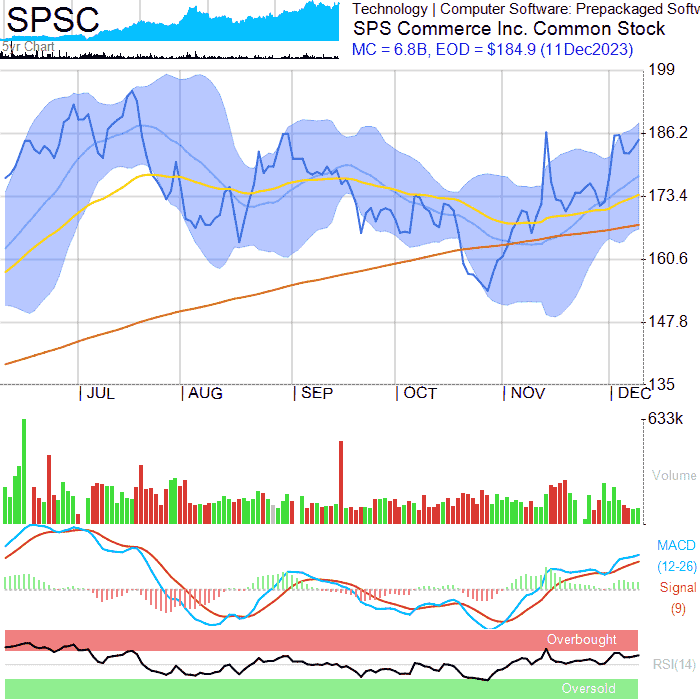 SPSC
5yr Chart
Technology | Computer Software: Prepackaged Softw
SPS Commerce Inc. Common Stock
MC = 6.8B, EOD = $184.9 (11Dec2023)
199
186.2
173.4
160.6
147.8
135
| JUL | AUG | SEP | OCT | NOV | DEC
633k
Volume
MACD
(12-26)
Signal
(9)
Overbought
RSI(14)
Oversold